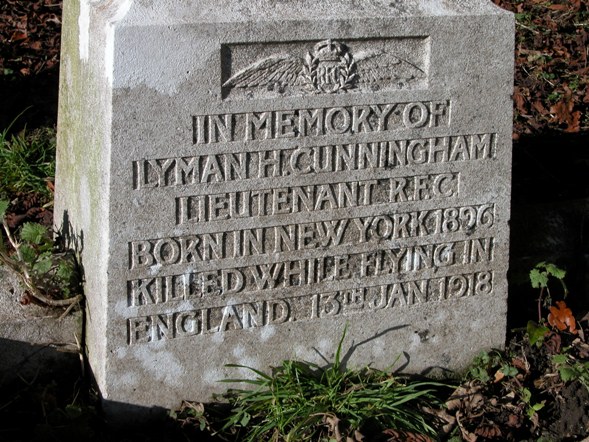 RFC
IN MEMORY OF
LYMAN H. CUNNINGHAM
LIEUTENANT R.F.C.
BORN IN NEW YORK 1896
KILLED WHILE FLYING IN
ENGLAND. 13TH JAN. 1918